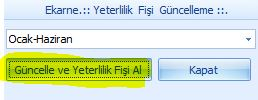 Ekarne.:: Yeterlilik Fişi Güncelleme ::.
Ocak-Haziran
Güncelle ve Yeterlilik Fişi Al Kapat